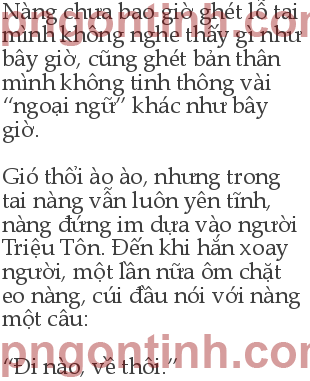 Nàng chưa bao giờ ghét lỗ tai
mình không nghe thấy gì như
bây giờ, cũng ghét bản thân
mình không tinh thông vài
“ngoại ngữ” khác như bây
giờ.
Gió thổi ào ào, nhưng trong
tai nàng vẫn luôn yên tĩnh,
nàng đứng im dựa vào người
Triệu Tôn. Đến khi hắn xoay
người, một lần nữa ôm chặt
eo nàng, cúi đầu nói với nàng
một câu:
“Đi nào, về thôi.”
pngontinh.com
pngontinh.com